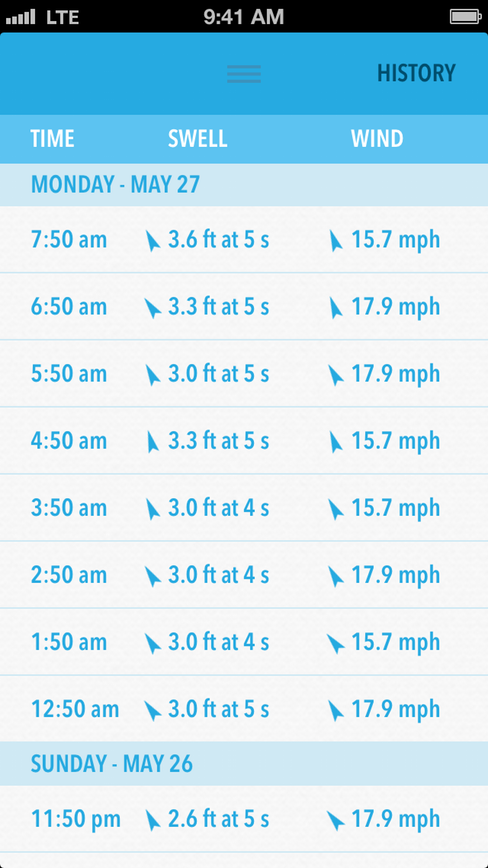 LTE 9:41 AM
HISTORY
TIME SWELL WIND
MONDAY - MAY 27
7:50 am 3.6 ft at 5 s 15.7 mph
6:50 am 3.3 ft at 5 s 17.9 mph
5:50 am 3.0 ft at 5 s 17.9 mph
4:50 am 3.3 ft at 5 s 15.7 mph
3:50 am 3.0 ft at 4 s 15.7 mph
2:50 am 3.0 ft at 4 s 17.9 mph
1:50 am 3.0 ft at 4 s 15.7 mph
12:50 am 3.0 ft at 5 s 17.9 mph
SUNDAY - MAY 26
11:50 pm 2.6 ft at 5 s 17.9 mph